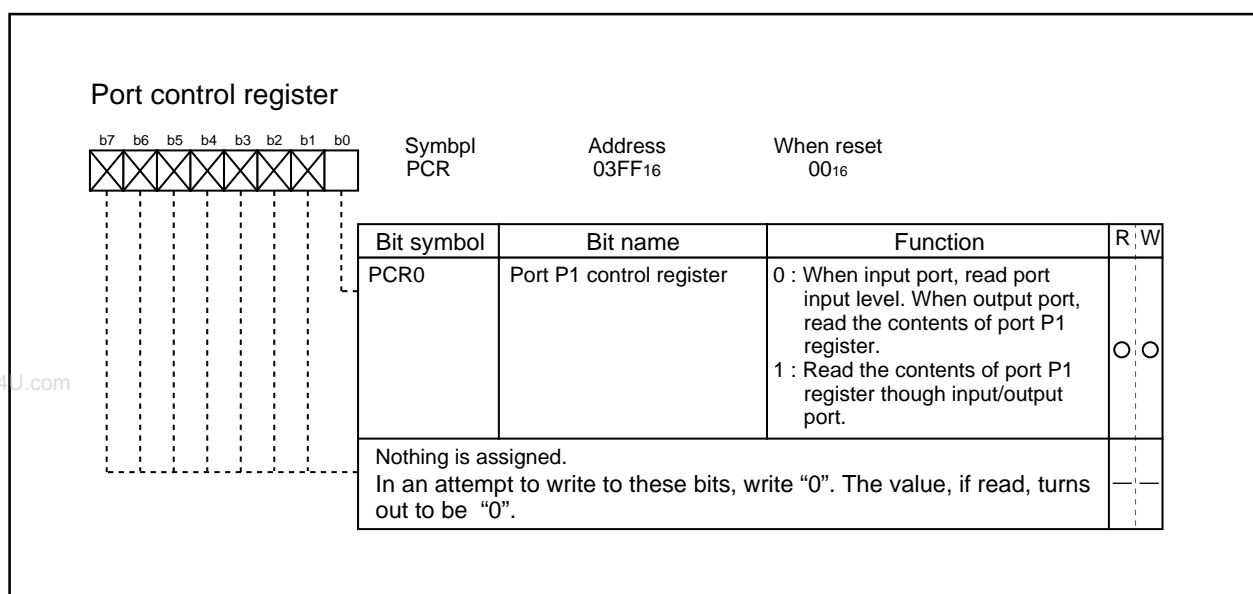 Port control register
b7 b6 b5 b4 b3 b2 b1 b0
Symbpl Address When reset
PCR 03FF16 0016
Bit symbol Bit name Function R W
PCR0 Port P1 control register 0 : When input port, read port
input level. When output port,
read the contents of port P1
register.
1 : Read the contents of port P1
register though input/output
port.
Nothing is assigned.
In an attempt to write to these bits, write “0”. The value, if read, turns
out to be “0”.
4U.com